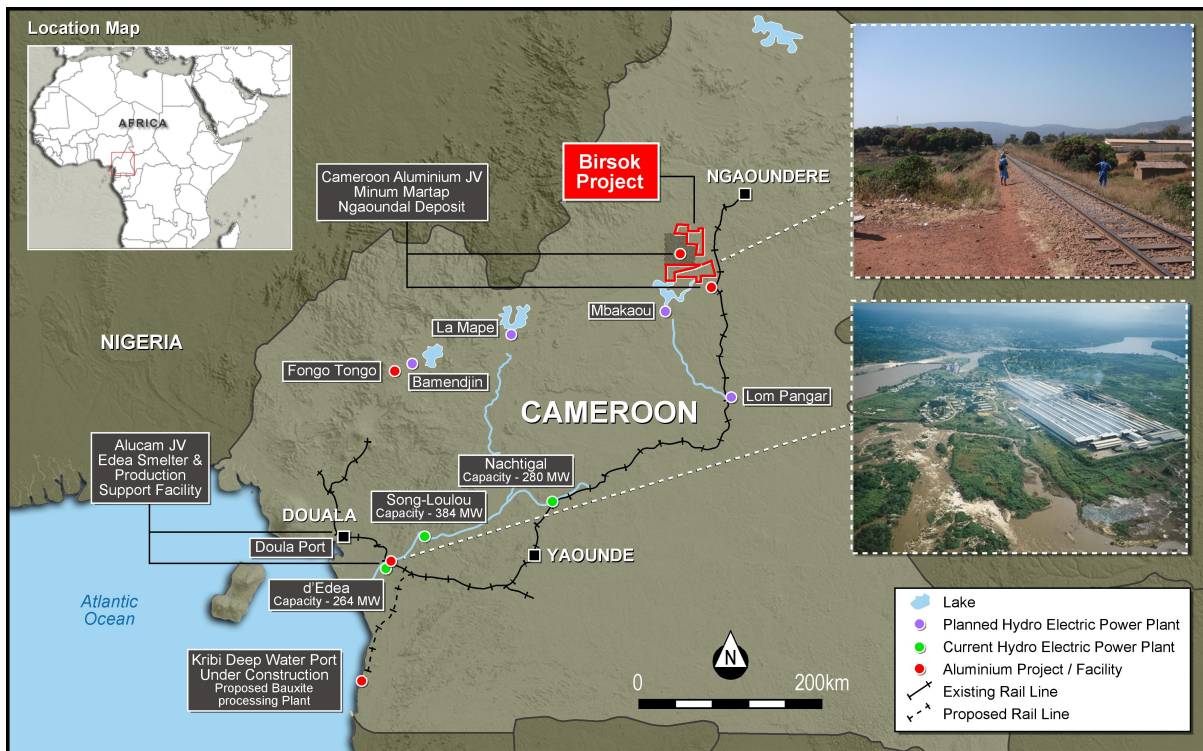 Location Map
AFRICA
Cameroon Aluminium JV
Minum Martap
Ngaoundal Deposit
Birsok
Project
NGAOUNDERE
NIGERIA
La Mape
Mbakaou
Fongo Tongo
Bamendjin
CAMEROON
Lom Pangar
Alucam JV
Edea Smelter &
Production
Support Facility
Nachtigal
Capacity - 280 MW
Song-Loulou
Capacity - 384 MW
DOUALA
Doula Port
YAOUNDE
d'Edea
Capacity - 264 MW
Atlantic
Ocean
Kribi Deep Water Port
Under Construction
Proposed Bauxite
processing Plant
N
0 200km
Lake
Planned Hydro Electric Power Plant
Current Hydro Electric Power Plant
Aluminium Project / Facility
Existing Rail Line
Proposed Rail Line